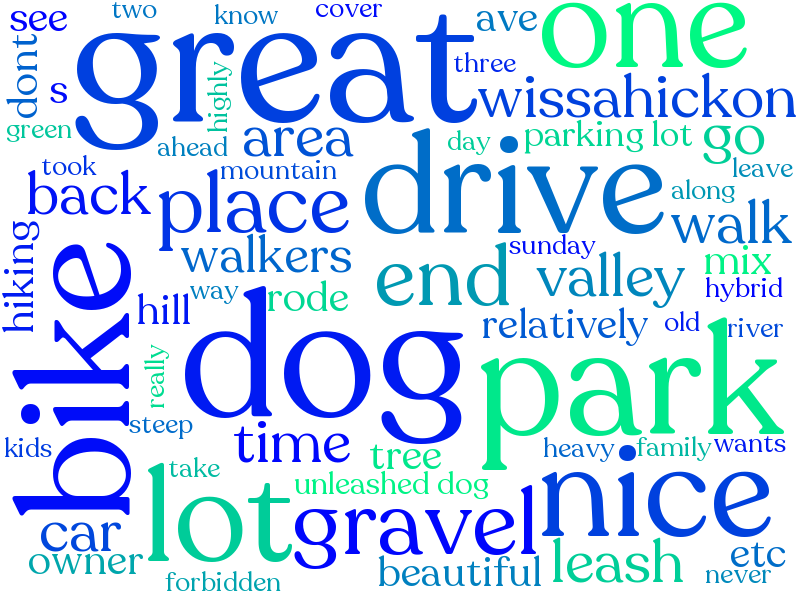 see
two
know
cover
ave
one
great
dont
s
three
wissahickon
green
highly
ahead
area
day
parking lot
go
took
mountain
drive
leave
back
place
along
walk
hiking
walkers
sunday
end
valley
mix
way
rode
hybrid
hill
relatively
old
river
bike
dog
park
really
steep
kids
time
tree
heavy
family
wants
take
unleashed dog
lot
gravel
nice
car
owner
forbidden
beautiful
leash
etc
never